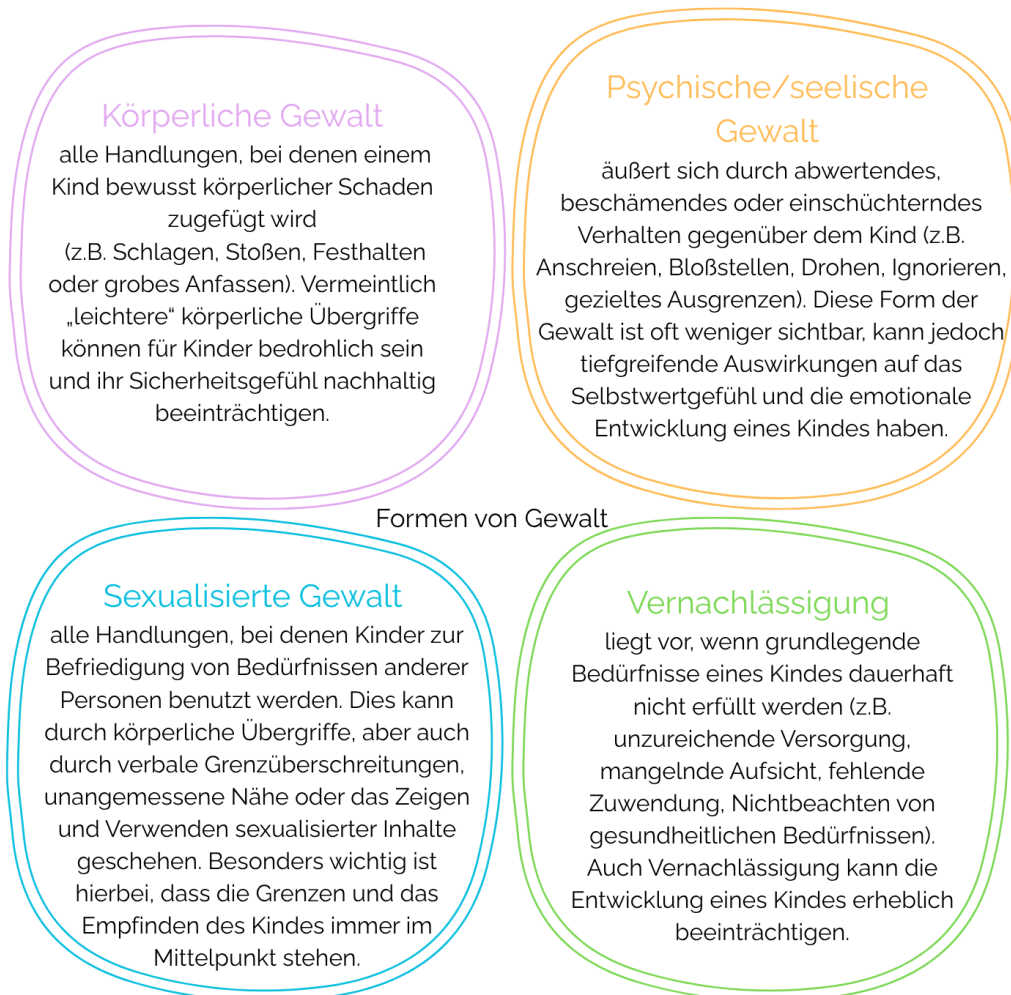 Körperliche Gewalt
alle Handlungen, bei denen einem
Kind bewusst körperlicher Schaden
zugefügt wird
(z.B. Schlagen, Stoßen, Festhalten
oder grobes Anfassen). Vermeintlich
„leichtere“ körperliche Übergriffe
können für Kinder bedrohlich sein
und ihr Sicherheitsgefühl nachhaltig
beeinträchtigen.
Psychische/seelische
Gewalt
äußert sich durch abwertendes,
beschämendes oder einschüchterndes
Verhalten gegenüber dem Kind (z.B.
Anschreien, Bloßstellen, Drohen, Ignorieren,
gezieltes Ausgrenzen). Diese Form der
Gewalt ist oft weniger sichtbar, kann jedoch
tiefgreifende Auswirkungen auf das
Selbstwertgefühl und die emotionale
Entwicklung eines Kindes haben.
Formen von Gewalt
Sexualisierte Gewalt
alle Handlungen, bei denen Kinder zur
Befriedigung von Bedürfnissen anderer
Personen benutzt werden. Dies kann
durch körperliche Übergriffe, aber auch
durch verbale Grenzüberschreitungen,
unangemessene Nähe oder das Zeigen
und Verwenden sexualisierter Inhalte
geschehen. Besonders wichtig ist
hierbei, dass die Grenzen und das
Empfinden des Kindes immer im
Mittelpunkt stehen.
Vernachlässigung
liegt vor, wenn grundlegende
Bedürfnisse eines Kindes dauerhaft
nicht erfüllt werden (z.B.
unzureichende Versorgung,
mangelnde Aufsicht, fehlende
Zuwendung, Nichtbeachten von
gesundheitlichen Bedürfnissen).
Auch Vernachlässigung kann die
Entwicklung eines Kindes erheblich
beeinträchtigen.